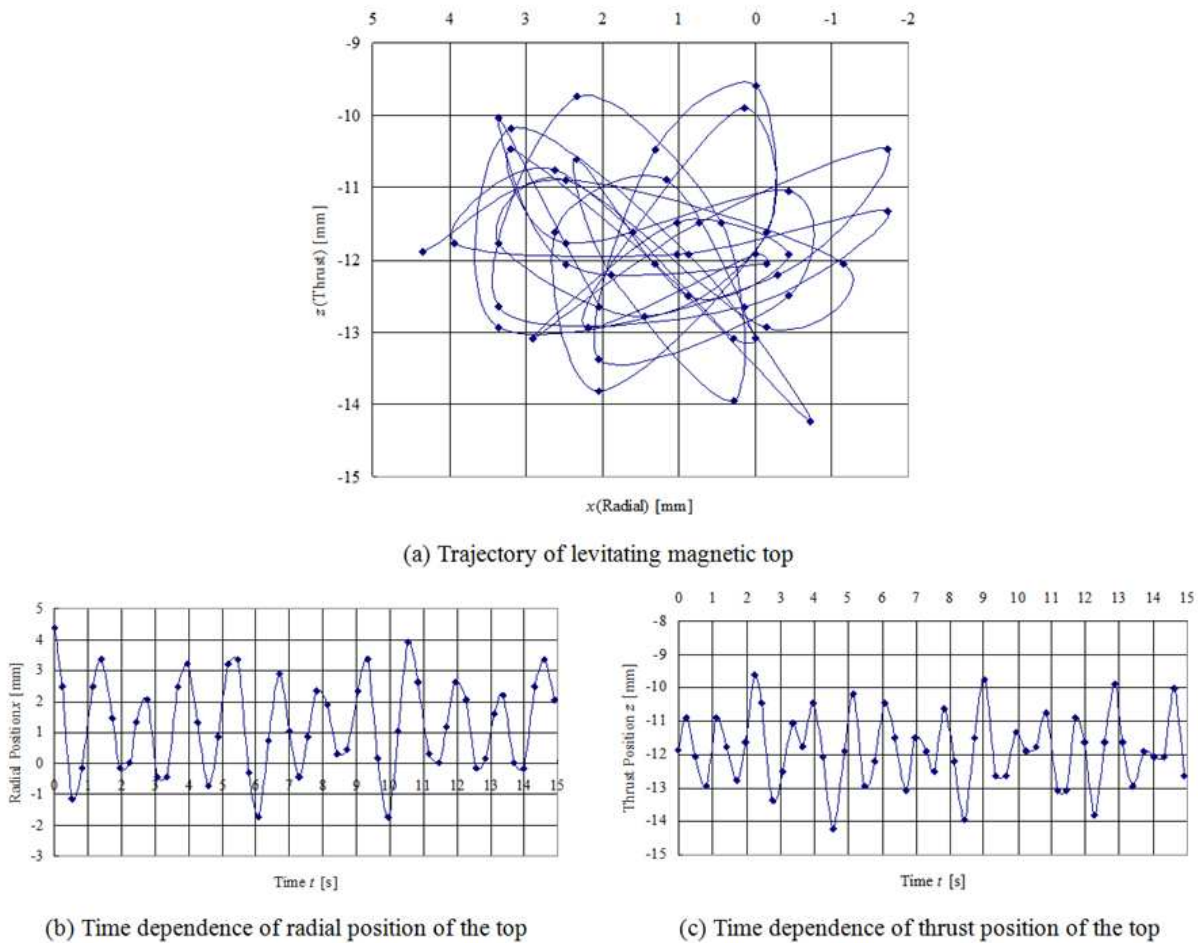 5 4 3 2 1 0 -1 -2
-9
-10
-11
-12
-13
-14
-15
z(Thrust) [mm]
x(Radial) [mm]
(a) Trajectory of levitating magnetic top
5
4
3
2
1
0
-1
-2
-3
Radial Position x [mm]
0 1 2 3 4 5 6 7 8 9 10 11 12 13 14 15
Time t [s]
(b) Time dependence of radial position of the top
0 1 2 3 4 5 6 7 8 9 10 11 12 13 14 15
-8
-9
-10
-11
-12
-13
-14
-15
Thrust Position z [mm]
Time t [s]
(c) Time dependence of thrust position of the top